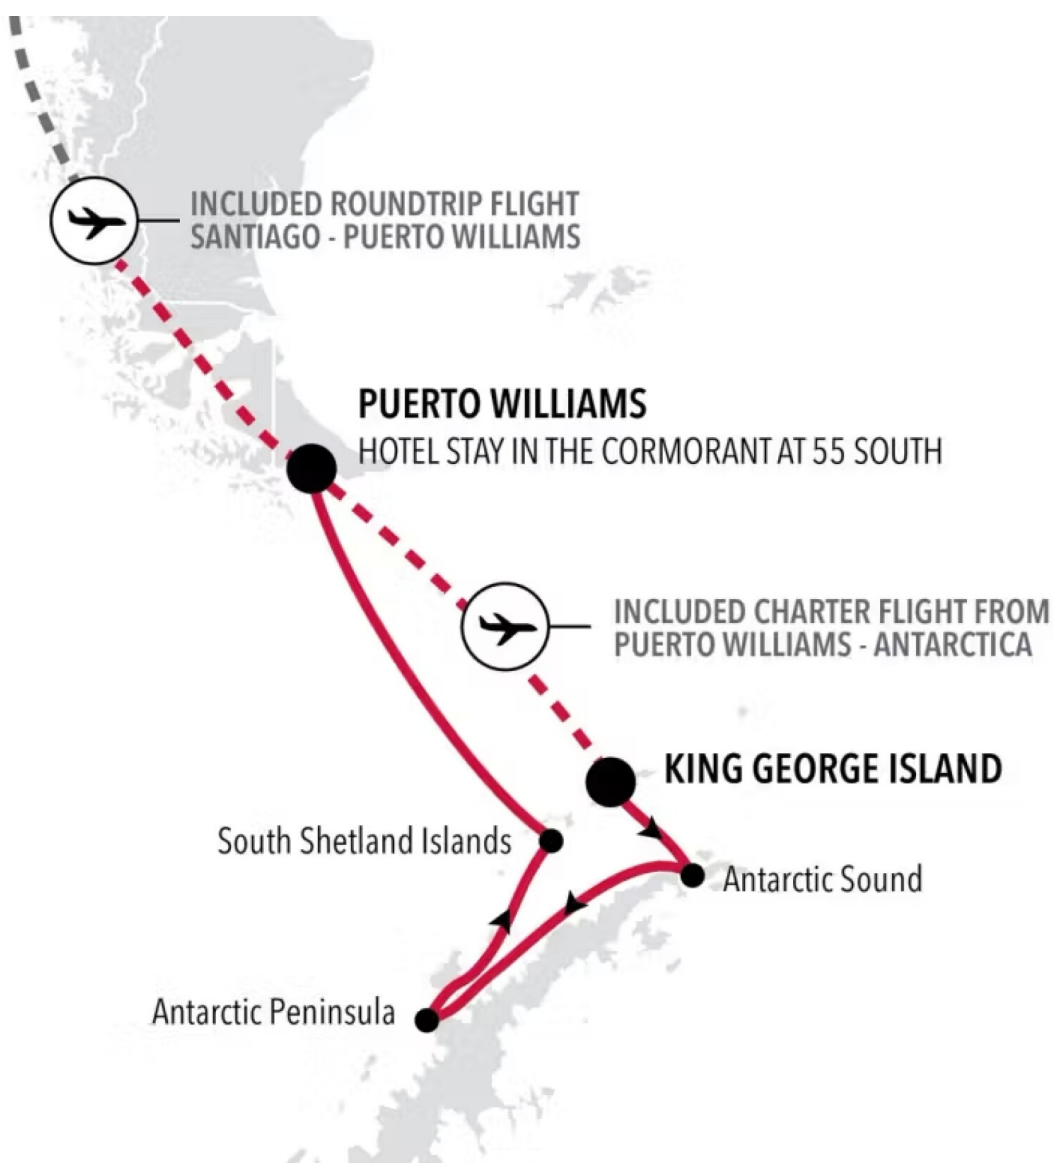 INCLUDED ROUNDTRIP FLIGHT
SANTIAGO - PUERTO WILLIAMS
PUERTO WILLIAMS
HOTEL STAY IN THE CORMORANT AT 55 SOUTH
INCLUDED CHARTER FLIGHT FROM
PUERTO WILLIAMS - ANTARCTICA
KING GEORGE ISLAND
South Shetland Islands
Antarctic Sound
Antarctic Peninsula